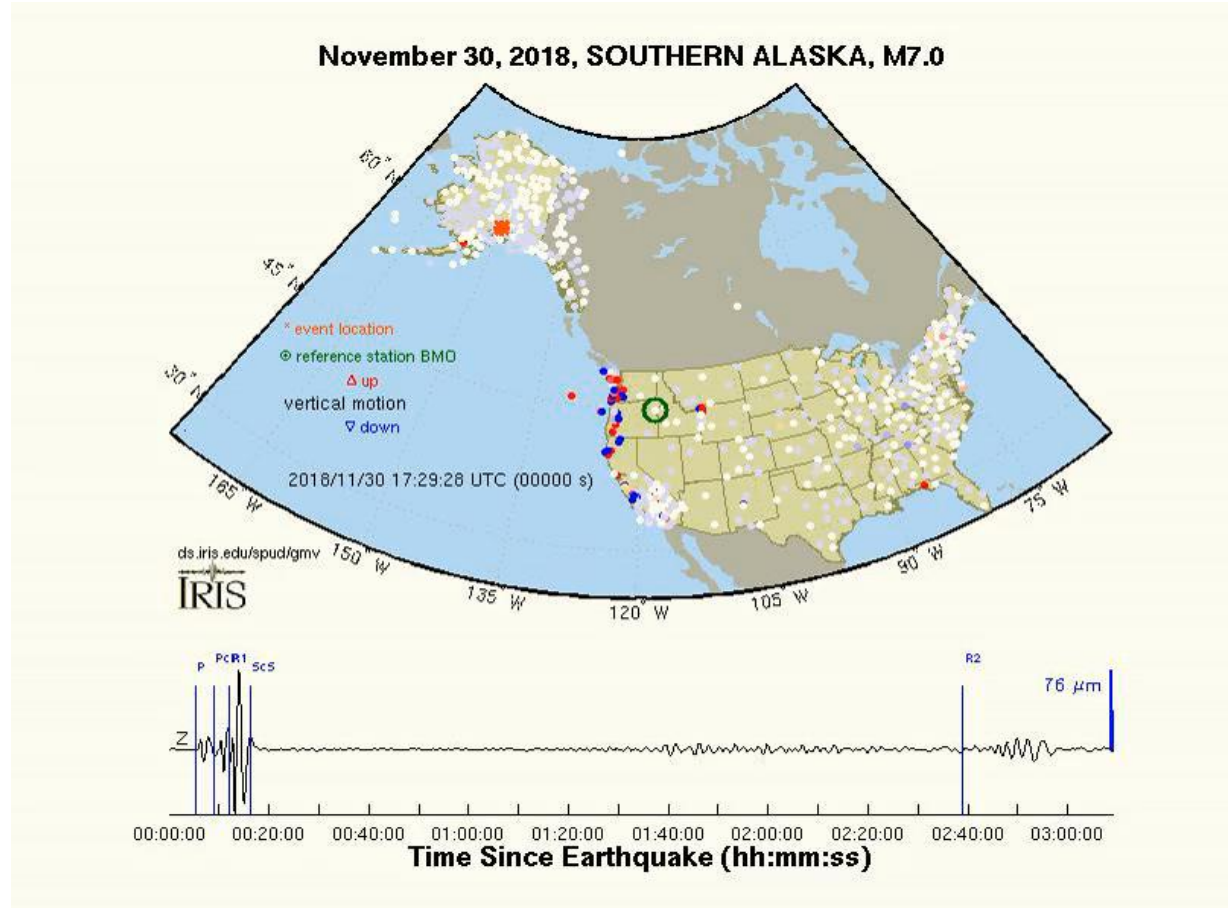 November 30, 2018, SOUTHERN ALASKA, M7.0
60° N
45° N
30° N
× event location
⊙ reference station BMO
△ up
vertical motion
▽ down
2018/11/30 17:29:28 UTC (00000 s)
165° W
150° W
135° W
120° W
105° W
90° W
75° W
ds.iris.edu/spud/gmv
IRIS
P
R1
ScS
R2
76 μm
Z
00:00:00 00:20:00 00:40:00 01:00:00 01:20:00 01:40:00 02:00:00 02:20:00 02:40:00 03:00:00
Time Since Earthquake (hh:mm:ss)